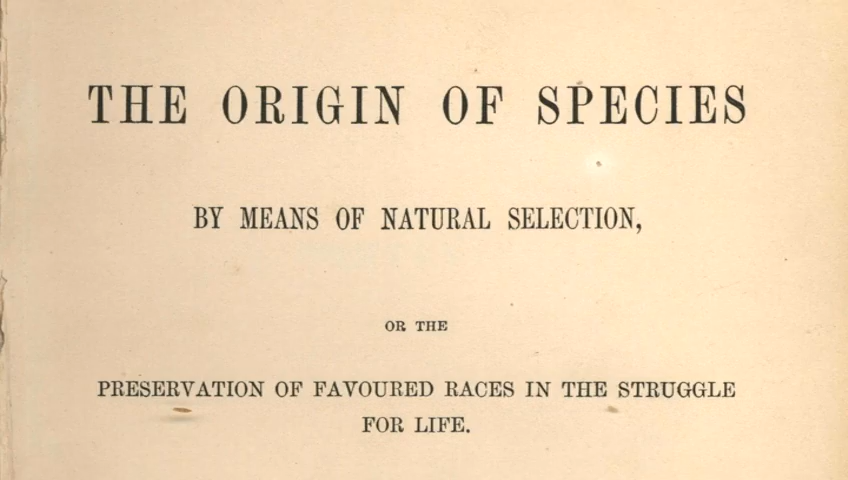 THE ORIGIN OF SPECIES
BY MEANS OF NATURAL SELECTION,
OR THE
PRESERVATION OF FAVOURED RACES IN THE STRUGGLE
FOR LIFE.